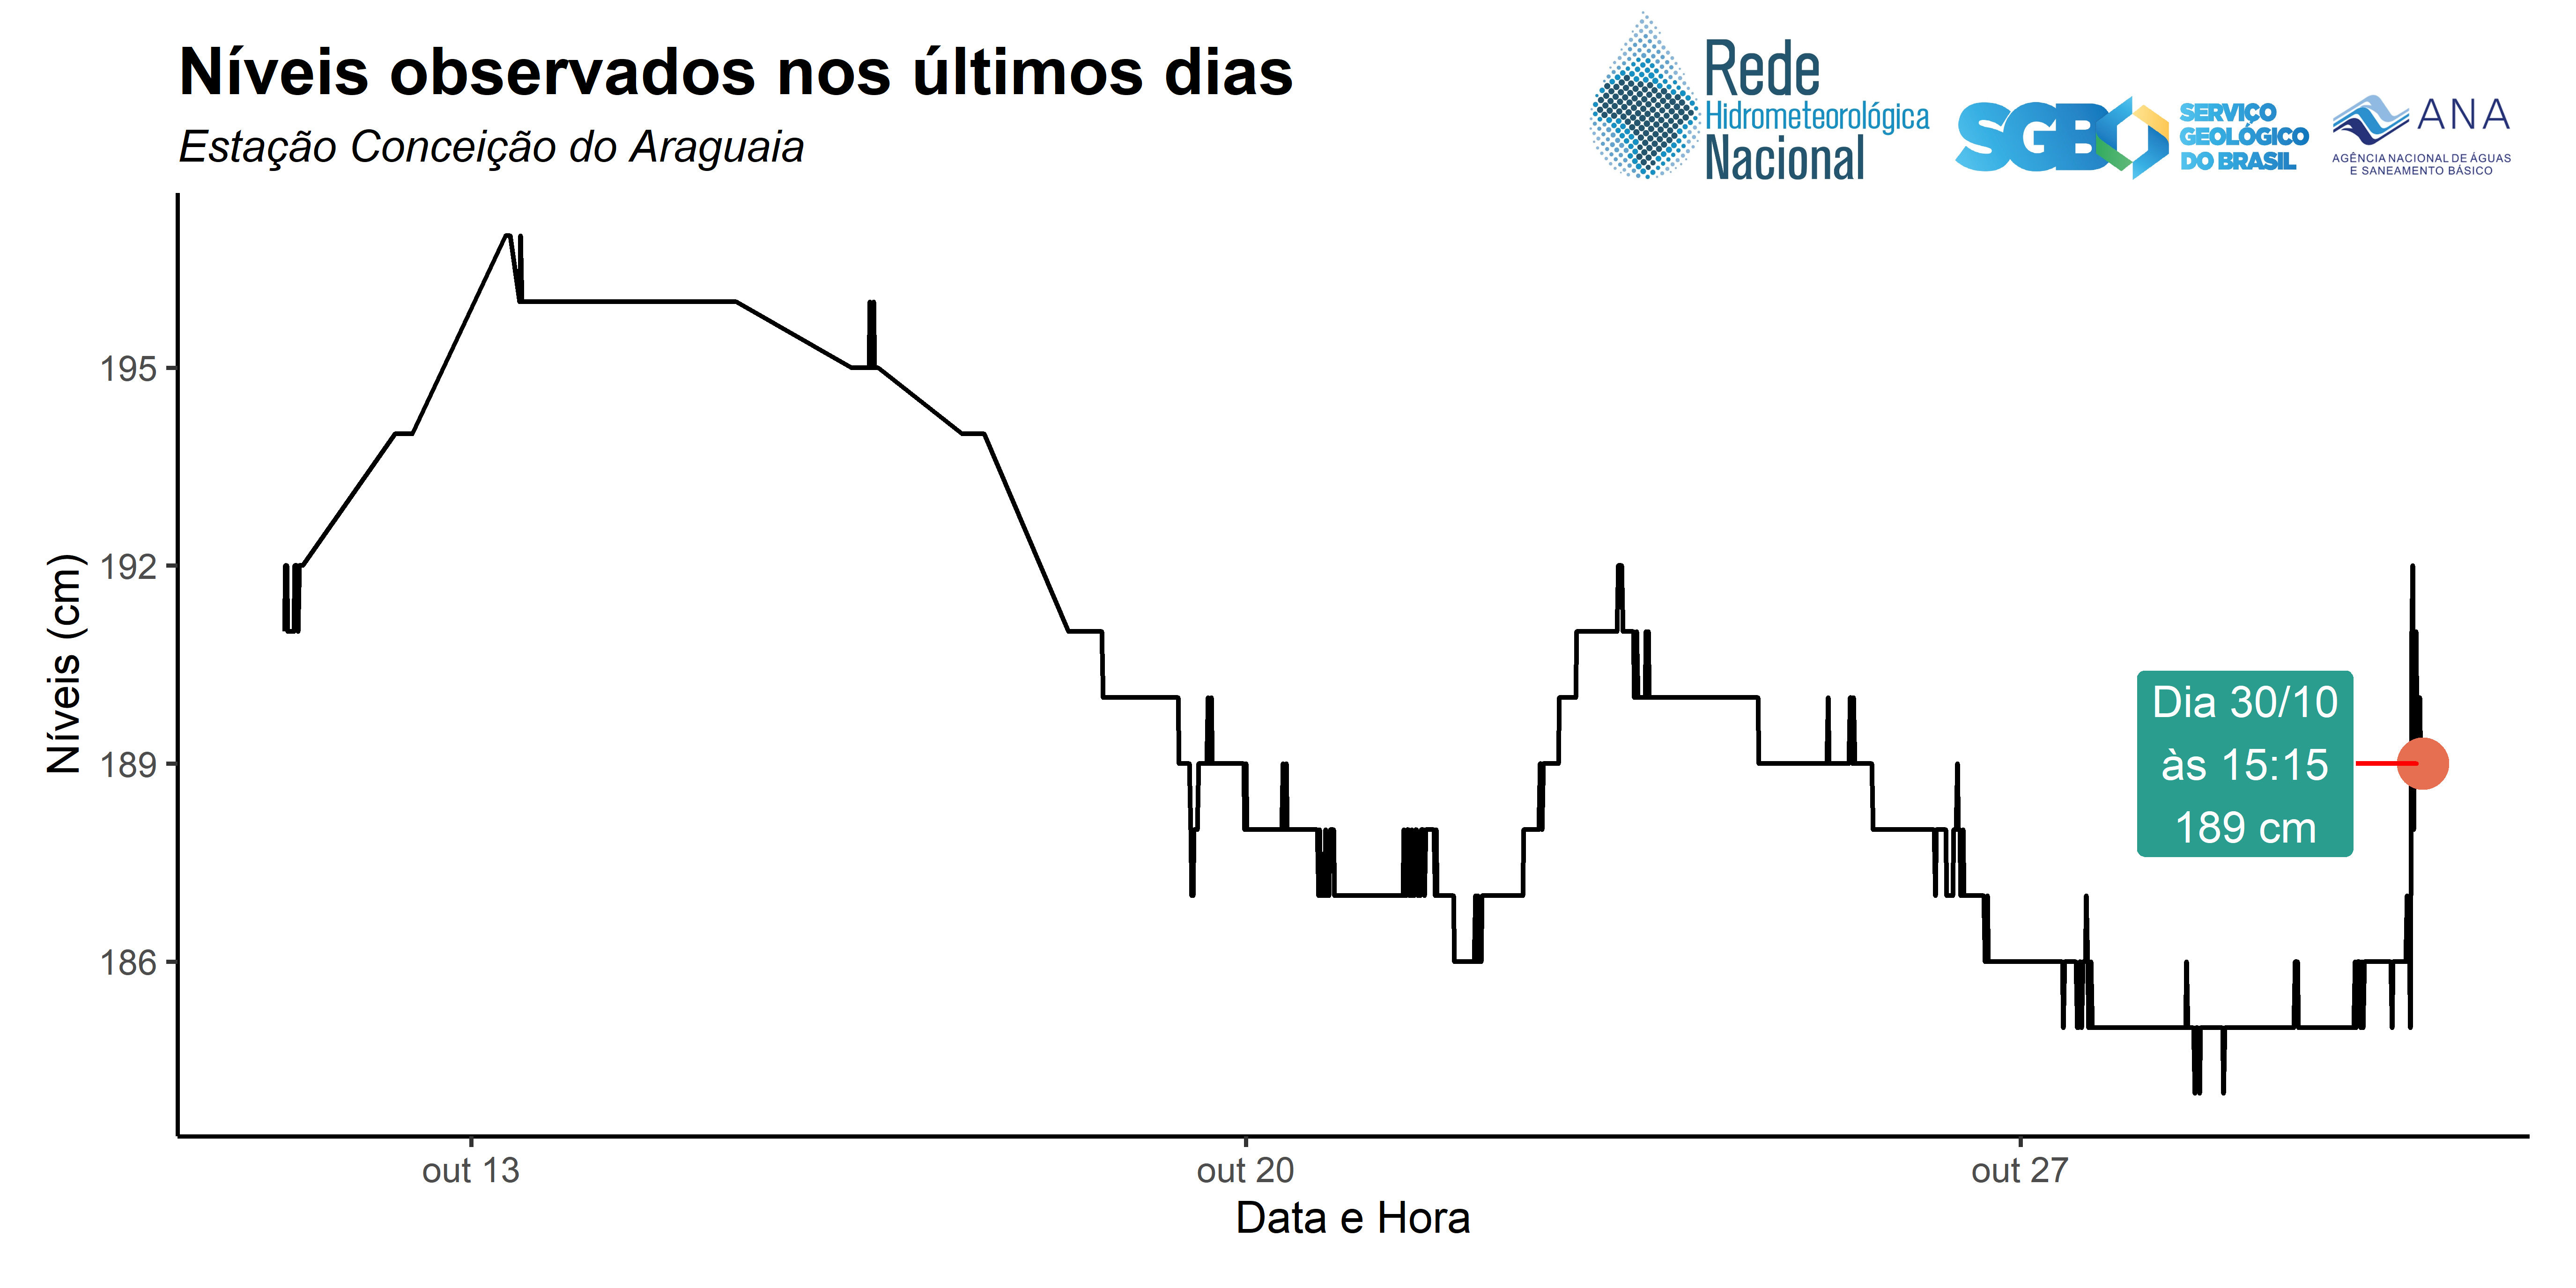 Níveis observados nos últimos dias
Estação Conceição do Araguaia
Rede
Hidrometeorológica
Nacional
SGB
SERVIÇO
GEOLÓGICO
DO BRASIL
ANA
AGÊNCIA NACIONAL DE ÁGUAS
E SANEAMENTO BÁSICO
Níveis (cm)
195
192
189
186
Dia 30/10
às 15:15
189 cm
out 13
out 20
out 27
Data e Hora